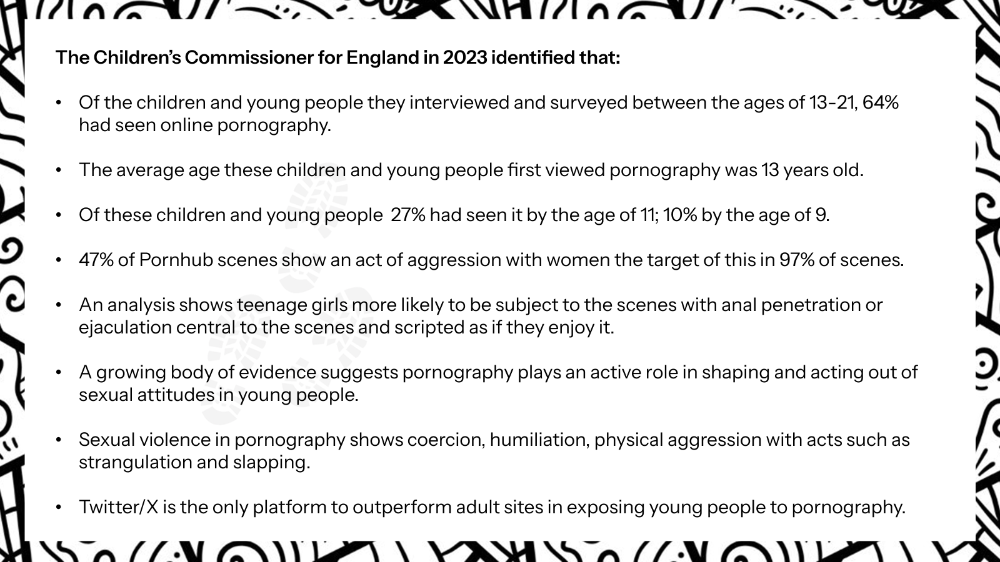 The Children’s Commissioner for England in 2023 identified that:
• Of the children and young people they interviewed and surveyed between the ages of 13-21, 64%
had seen online pornography.
• The average age these children and young people first viewed pornography was 13 years old.
• Of these children and young people  27% had seen it by the age of 11; 10% by the age of 9.
• 47% of Pornhub scenes show an act of aggression with women the target of this in 97% of scenes.
• An analysis shows teenage girls more likely to be subject to the scenes with anal penetration or
ejaculation central to the scenes and scripted as if they enjoy it.
• A growing body of evidence suggests pornography plays an active role in shaping and acting out of
sexual attitudes in young people.
• Sexual violence in pornography shows coercion, humiliation, physical aggression with acts such as
strangulation and slapping.
• Twitter/X is the only platform to outperform adult sites in exposing young people to pornography.